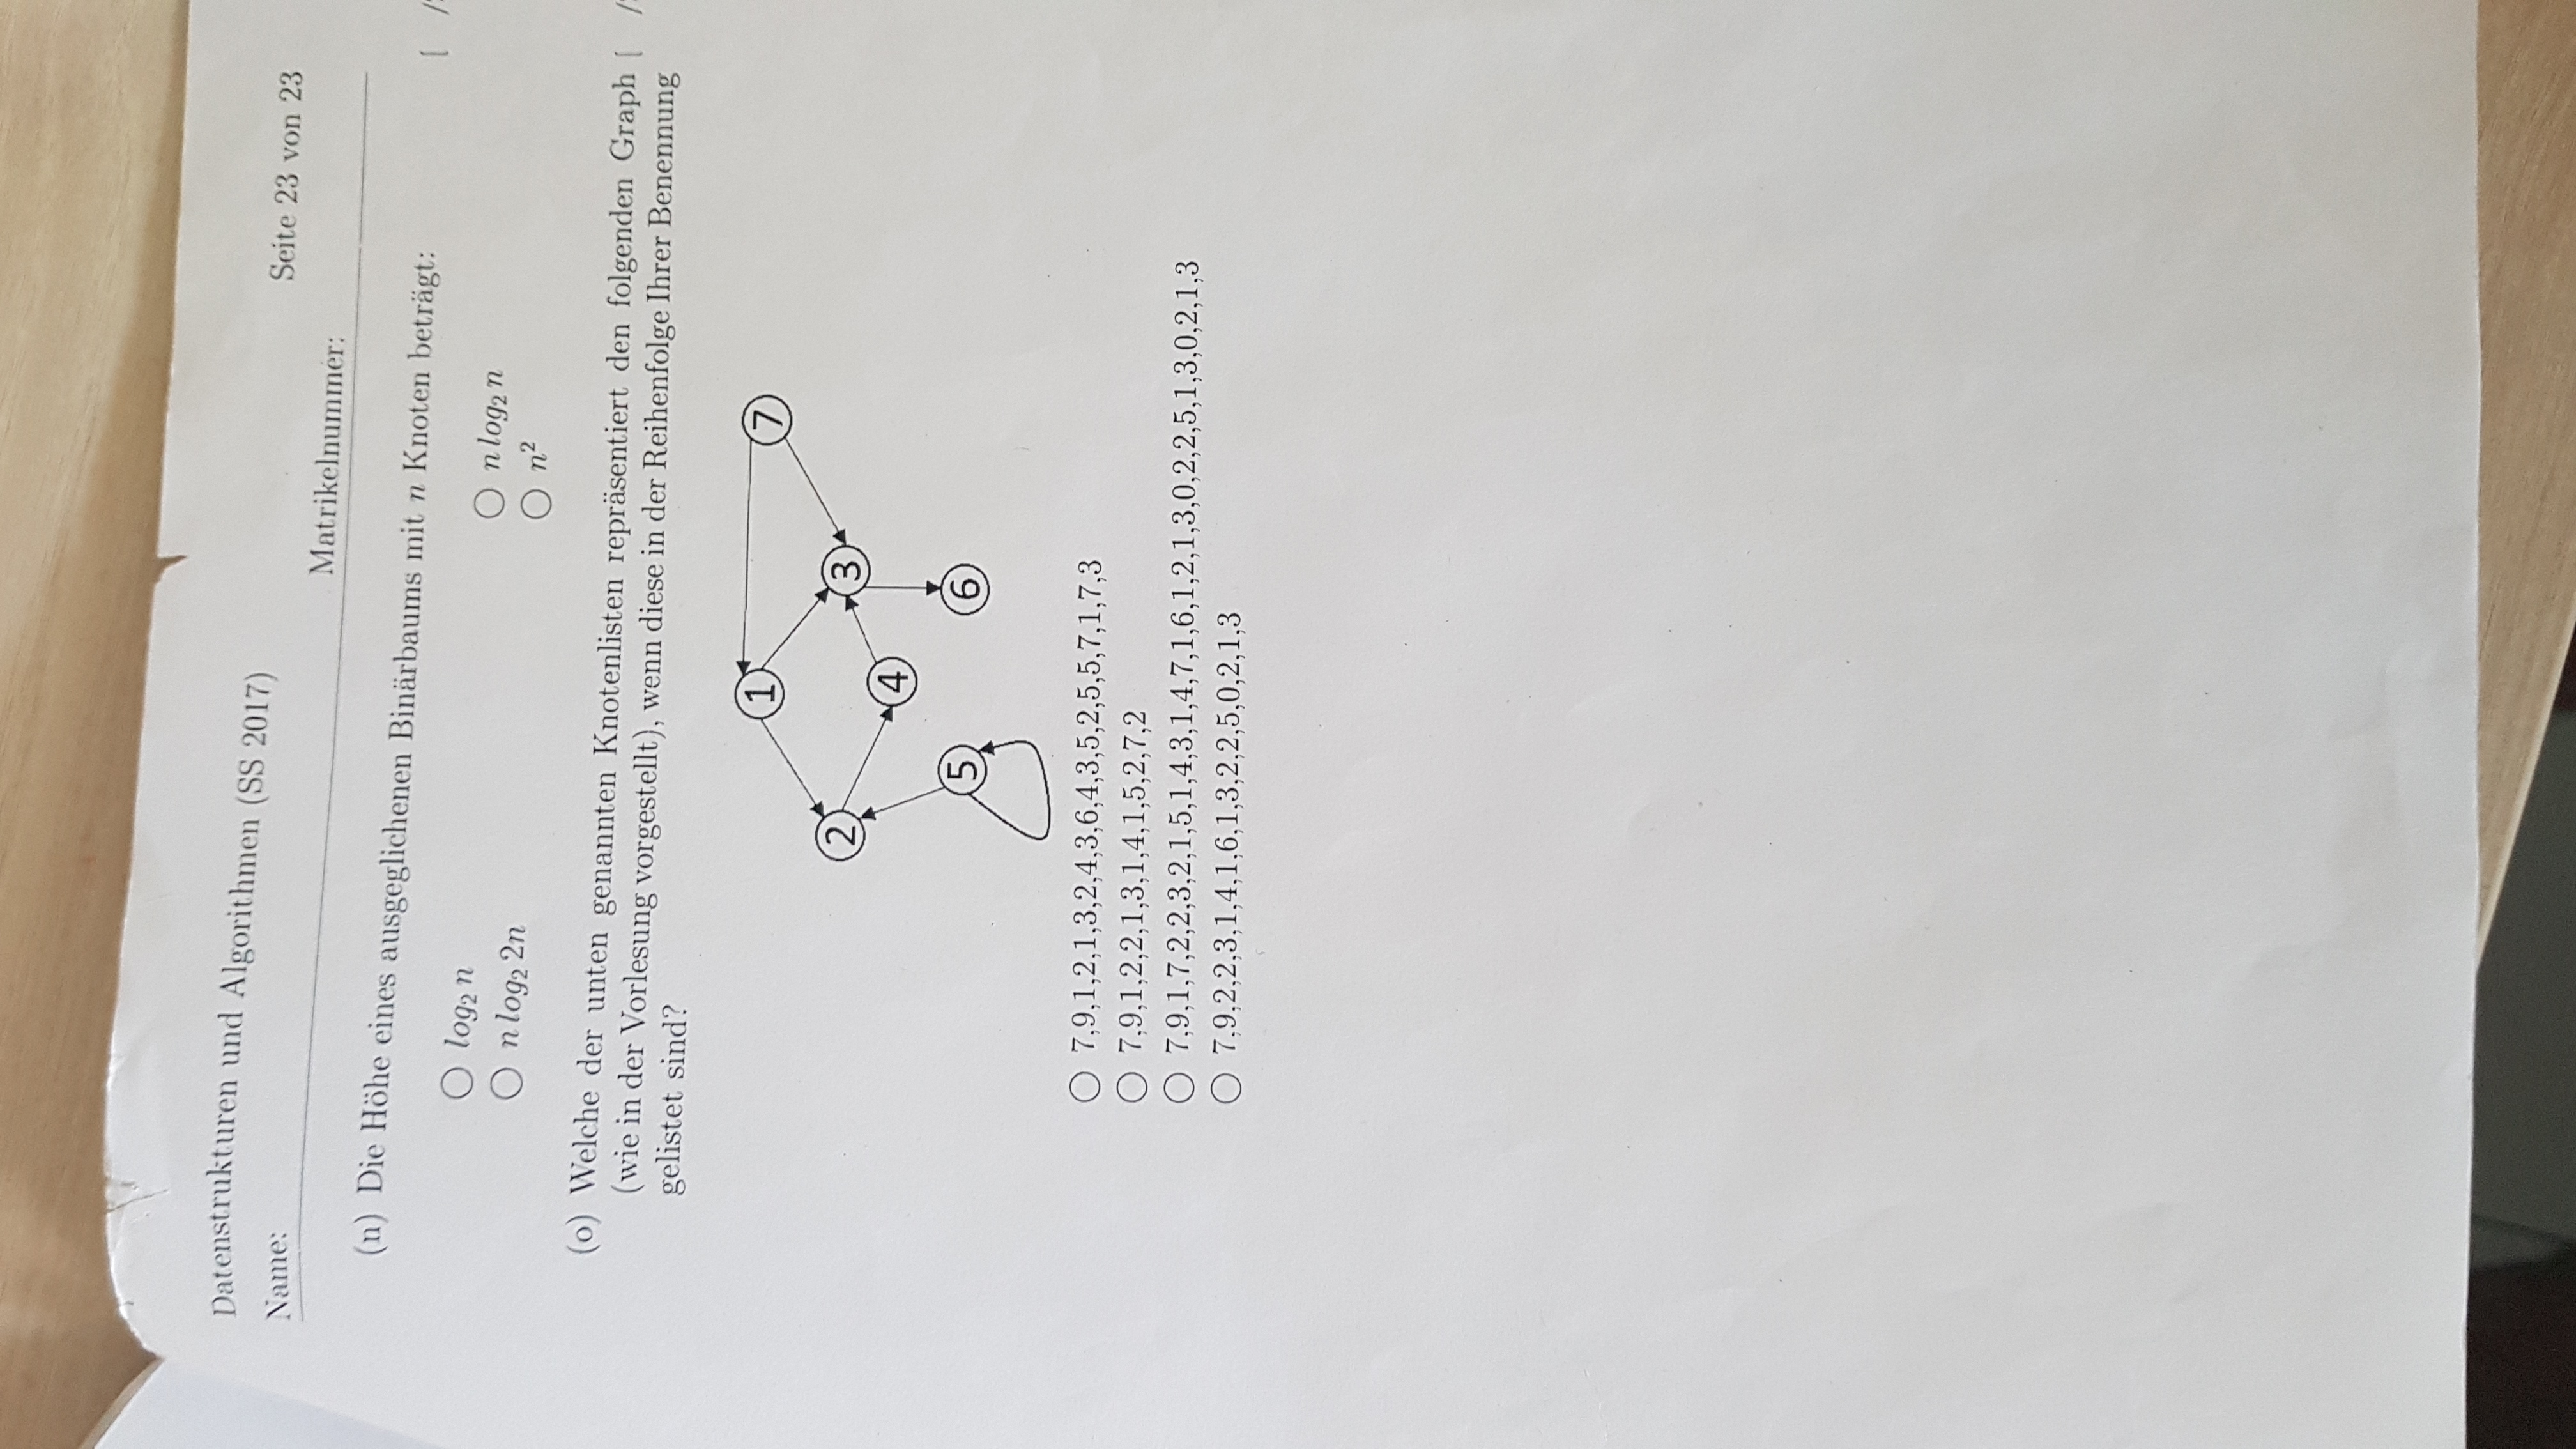 Datenstrukturen und Algorithmen (SS 2017)
Seite 23 von 23
Name:
Matrikelnummer:
(n) Die Höhe eines ausgeglichenen Binärbaums mit n Knoten beträgt:
[ /
log₂ n
n log₂ n
n log₂ 2n
n²
(o) Welche der unten genannten Knotenlisten repräsentiert den folgenden Graph [ /
(wie in der Vorlesung vorgestellt), wenn diese in der Reihenfolge Ihrer Benennung
gelistet sind?
1
7
2
3
4
5
6
7,9,1,2,1,3,2,4,3,6,4,3,5,2,5,5,7,1,7,3
7,9,1,2,2,1,3,1,4,1,5,2,7,2
7,9,1,7,2,2,3,2,1,5,1,4,3,1,4,7,1,6,1,2,1,3,0,2,2,5,1,3,0,2,1,3
7,9,2,2,3,1,4,1,6,1,3,2,2,5,0,2,1,3